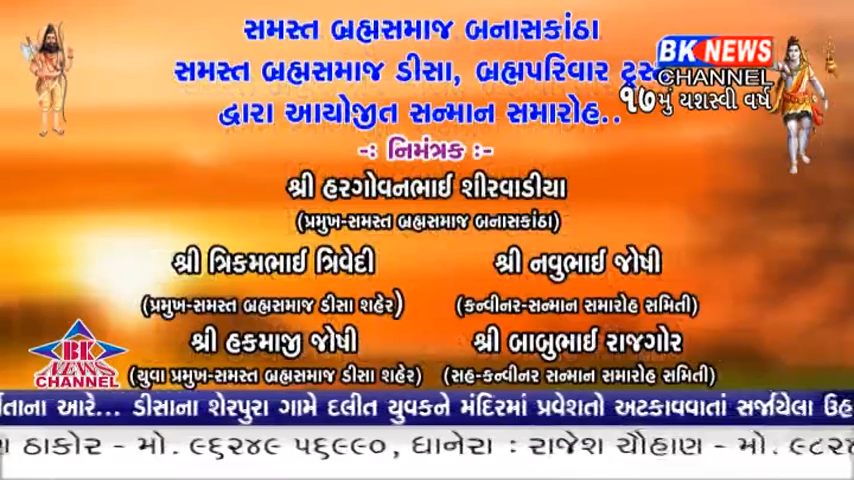 સમસ્ત બ્રહ્મસમાજ બનાસકાંઠા
સમસ્ત બ્રહ્મસમાજ ડીસા, બ્રહ્મપરિવાર
BK NEWS
CHANNEL
૧૭મું યશસ્વી વર્ષ
દ્વારા આયોજીત સન્માન સમારોહ..
-: નિમંત્રક :-
શ્રી હરગોવનભાઈ શીરવાડીયા
(પ્રમુખ-સમસ્ત બ્રહ્મસમાજ બનાસકાંઠા)
શ્રી ત્રિકમભાઈ ત્રિવેદી
(પ્રમુખ-સમસ્ત બ્રહ્મસમાજ ડીસા શહેર)
શ્રી નવુભાઈ જોષી
(કન્વીનર-સન્માન સમારોહ સમિતી)
શ્રી હકમાજી જોષી
(યુવા પ્રમુખ-સમસ્ત બ્રહ્મસમાજ ડીસા શહેર)
શ્રી બાબુભાઈ રાજગોર
(સહ-કન્વીનર સન્માન સમારોહ સમિતી)
BK
NEWS
CHANNEL
આરે... ડીસાના શેરપુરા ગામે દલીત યુવકને મંદિરમાં પ્રવેશતો અટકાવવાતાં સર્જાયેલા
ઠાકોર - મો. ૯૬૨૪૯ ૫૬૯૯૦, ધાનેરા : રાજેશ ચૌહાણ - મો.